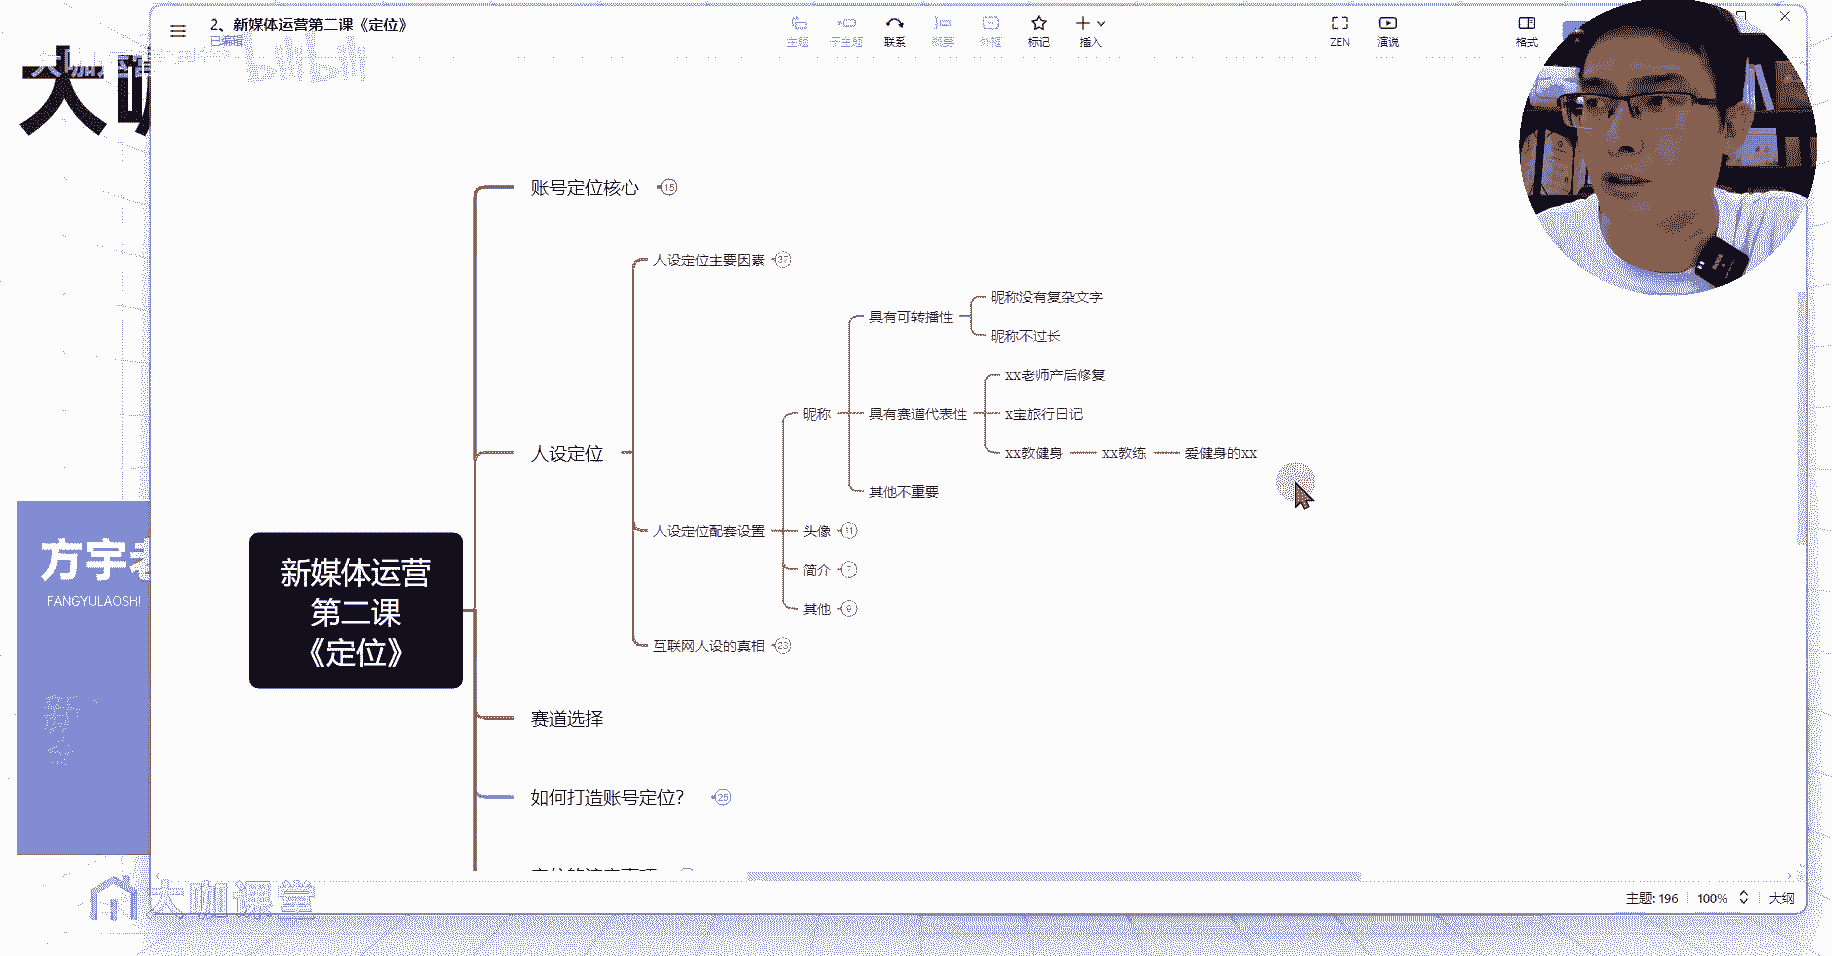 2、新媒体运营第二课《定位》
已编辑
主题
子主题
联系
概要
外框
标记
插入
ZEN
演说
格式
大咖
bilibili
账号定位核心 15
人设定位主要因素 37
昵称没有复杂文字
具有可转播性
昵称不过长
xx老师产后修复
昵称
具有赛道代表性
x宝旅行日记
人设定位
xx教健身
xx教练
爱健身的xx
其他不重要
人设定位配套设置
头像
简介
其他
互联网人设的真相 23
新媒体运营
第二课
《定位》
赛道选择
如何打造账号定位? 25
方宇老
FANGYULAOSHI
大咖课堂
主题: 196
100%
大纲